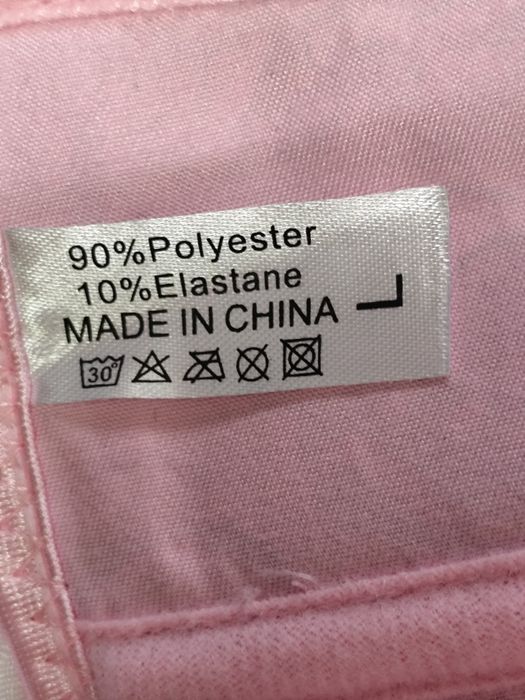 90%Polyester
10%Elastane
MADE IN CHINA
L
30°